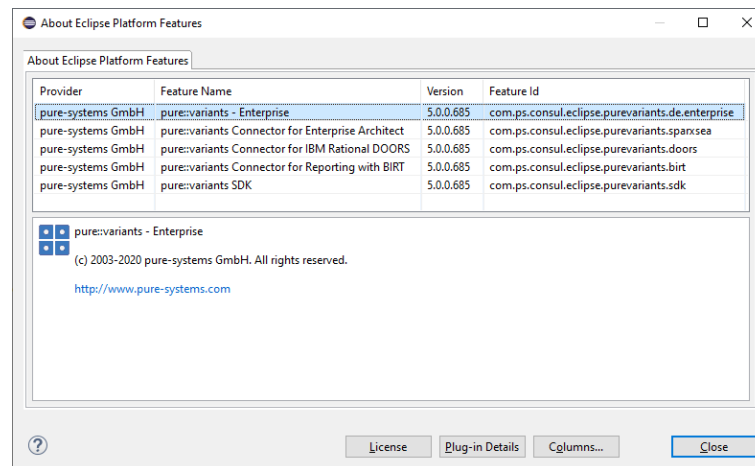 About Eclipse Platform Features
About Eclipse Platform Features
Provider Feature Name Version Feature Id
pure-systems GmbH pure::variants - Enterprise 5.0.0.685 com.ps.consul.eclipse.purevariants.de.enterprise
pure-systems GmbH pure::variants Connector for Enterprise Architect 5.0.0.685 com.ps.consul.eclipse.purevariants.sparxsea
pure-systems GmbH pure::variants Connector for IBM Rational DOORS 5.0.0.685 com.ps.consul.eclipse.purevariants.doors
pure-systems GmbH pure::variants Connector for Reporting with BIRT 5.0.0.685 com.ps.consul.eclipse.purevariants.birt
pure-systems GmbH pure::variants SDK 5.0.0.685 com.ps.consul.eclipse.purevariants.sdk
pure::variants - Enterprise
(c) 2003-2020 pure-systems GmbH. All rights reserved.
http://www.pure-systems.com
? License Plug-in Details Columns... Close